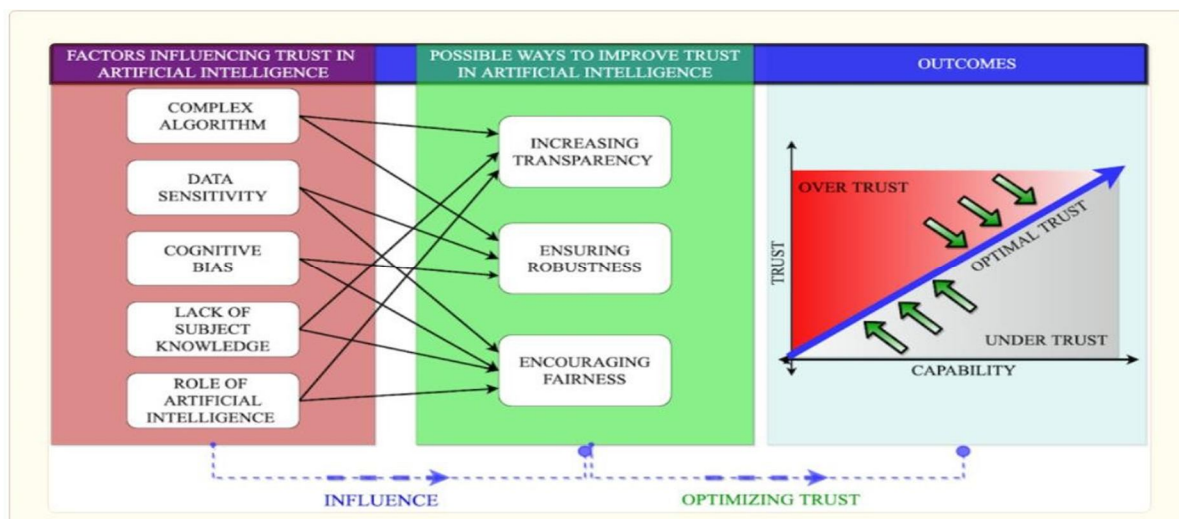 FACTORS INFLUENCING TRUST IN
ARTIFICIAL INTELLIGENCE
POSSIBLE WAYS TO IMPROVE TRUST
IN ARTIFICIAL INTELLIGENCE
OUTCOMES
COMPLEX
ALGORITHM
DATA
SENSITIVITY
COGNITIVE
BIAS
LACK OF
SUBJECT
KNOWLEDGE
ROLE OF
ARTIFICIAL
INTELLIGENCE
INCREASING
TRANSPARENCY
ENSURING
ROBUSTNESS
ENCOURAGING
FAIRNESS
OVER TRUST
TRUST
OPTIMAL TRUST
UNDER TRUST
CAPABILITY
INFLUENCE
OPTIMIZING TRUST